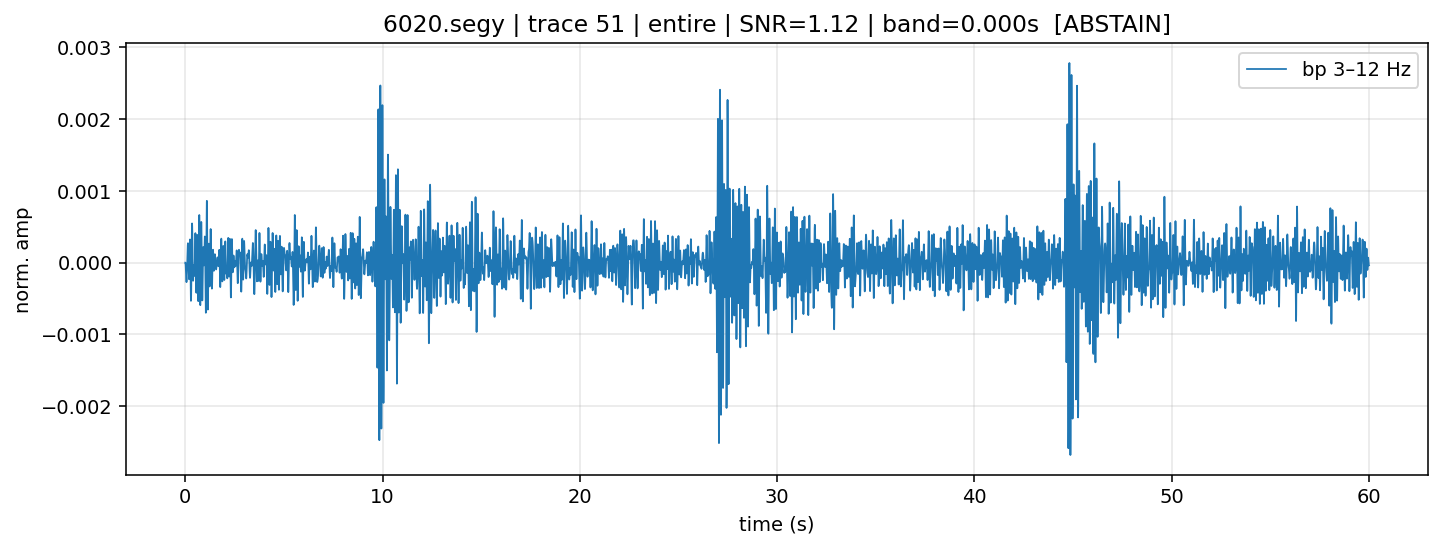 6020.segy | trace 51 | entire | SNR=1.12 | band=0.000s  [ABSTAIN]
bp 3–12 Hz
norm. amp
0.003
0.002
0.001
0.000
−0.001
−0.002
0 10 20 30 40 50 60
time (s)